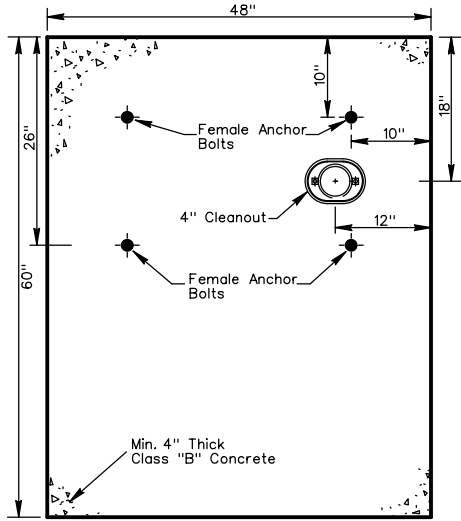 48"
10"
18"
26"
Female Anchor
Bolts
10"
4" Cleanout
12"
60"
Female Anchor
Bolts
Min. 4" Thick
Class "B" Concrete